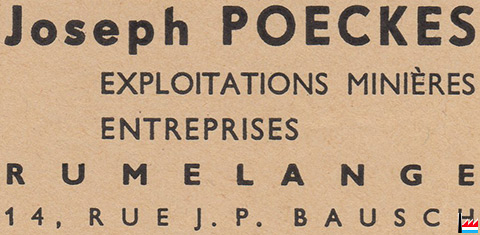 Joseph POECKES
EXPLOITATIONS MINIÈRES
ENTREPRISES
RUMELANGE
14, RUE J. P. BAUSCH